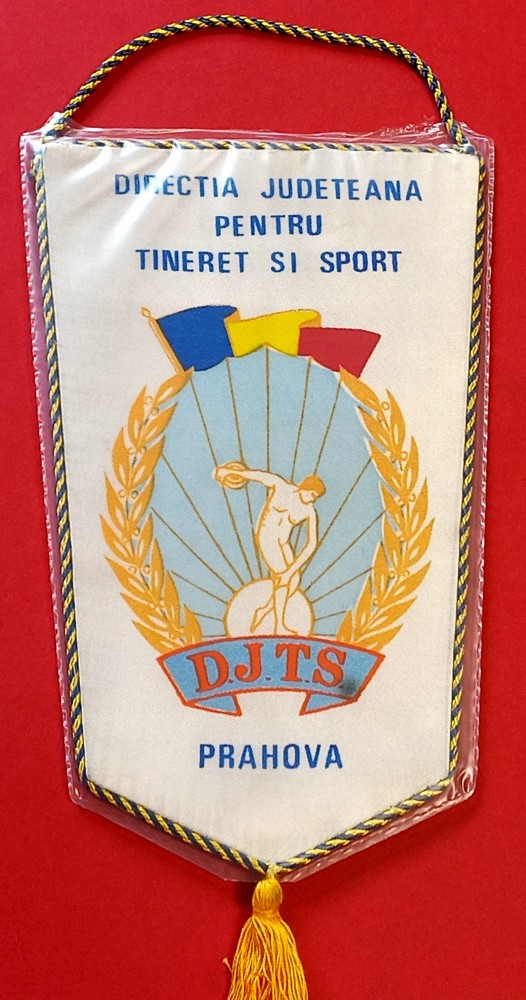 DIRECTIA JUDETEANA
PENTRU
TINERET SI SPORT
D.J.T.S
PRAHOVA